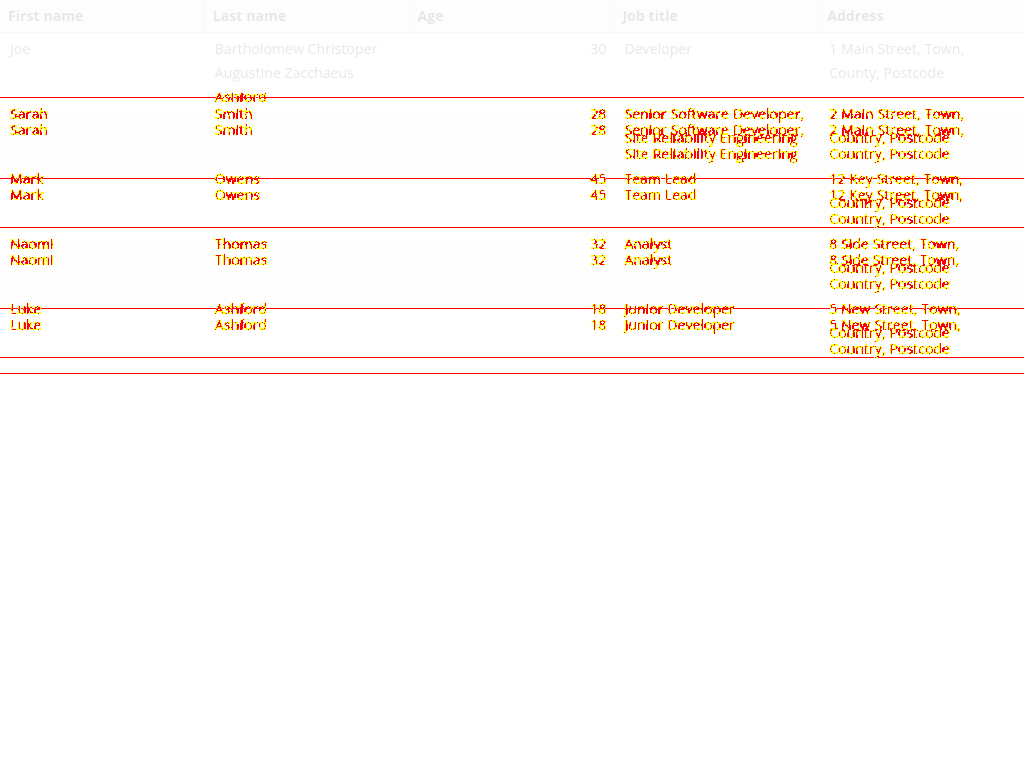 First name Last name Age Job title Address
Joe Bartholomew Christoper 30 Developer 1 Main Street, Town,
Augustine Zacchaeus County, Postcode
Ashford
Sarah Smith 28 Senior Software Developer, 2 Main Street, Town,
Sarah Smith 28 Senior Software Developer, 2 Main Street, Town,
Site Reliability Engineering Country, Postcode
Site Reliability Engineering Country, Postcode
Mark Owens 45 Team Lead 12 Key Street, Town,
Mark Owens 45 Team Lead 12 Key Street, Town,
Country, Postcode
Country, Postcode
Naomi Thomas 32 Analyst 8 Side Street, Town,
Naomi Thomas 32 Analyst 8 Side Street, Town,
Country, Postcode
Country, Postcode
Luke Ashford 18 Junior Developer 5 New Street, Town,
Luke Ashford 18 Junior Developer 5 New Street, Town,
Country, Postcode
Country, Postcode